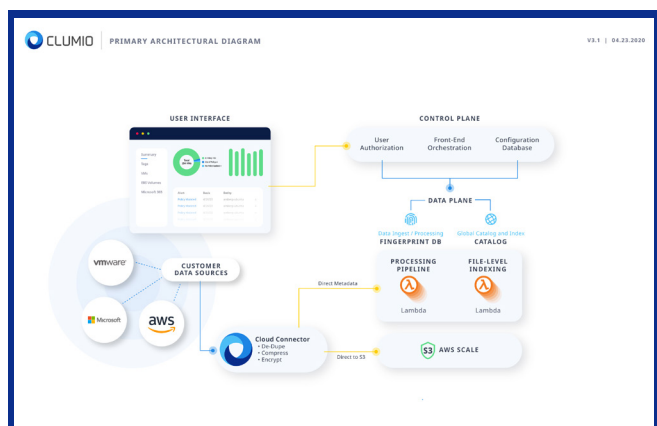 CLUMIO
PRIMARY ARCHITECTURAL DIAGRAM
V3.1 | 04.23.2020
USER INTERFACE
CONTROL PLANE
Summary
User
Authorization
Front-End
Orchestration
Configuration
Database
DATA PLANE
Data Ingest / Processing
FINGERPRINT DB
Global Catalog and Index
CATALOG
vmware
Microsoft
aws
CUSTOMER
DATA SOURCES
PROCESSING
PIPELINE
Lambda
FILE-LEVEL
INDEXING
Lambda
Direct Metadata
Cloud Connector
• De-Dupe
• Compress
• Encrypt
Direct to S3
S3 AWS SCALE